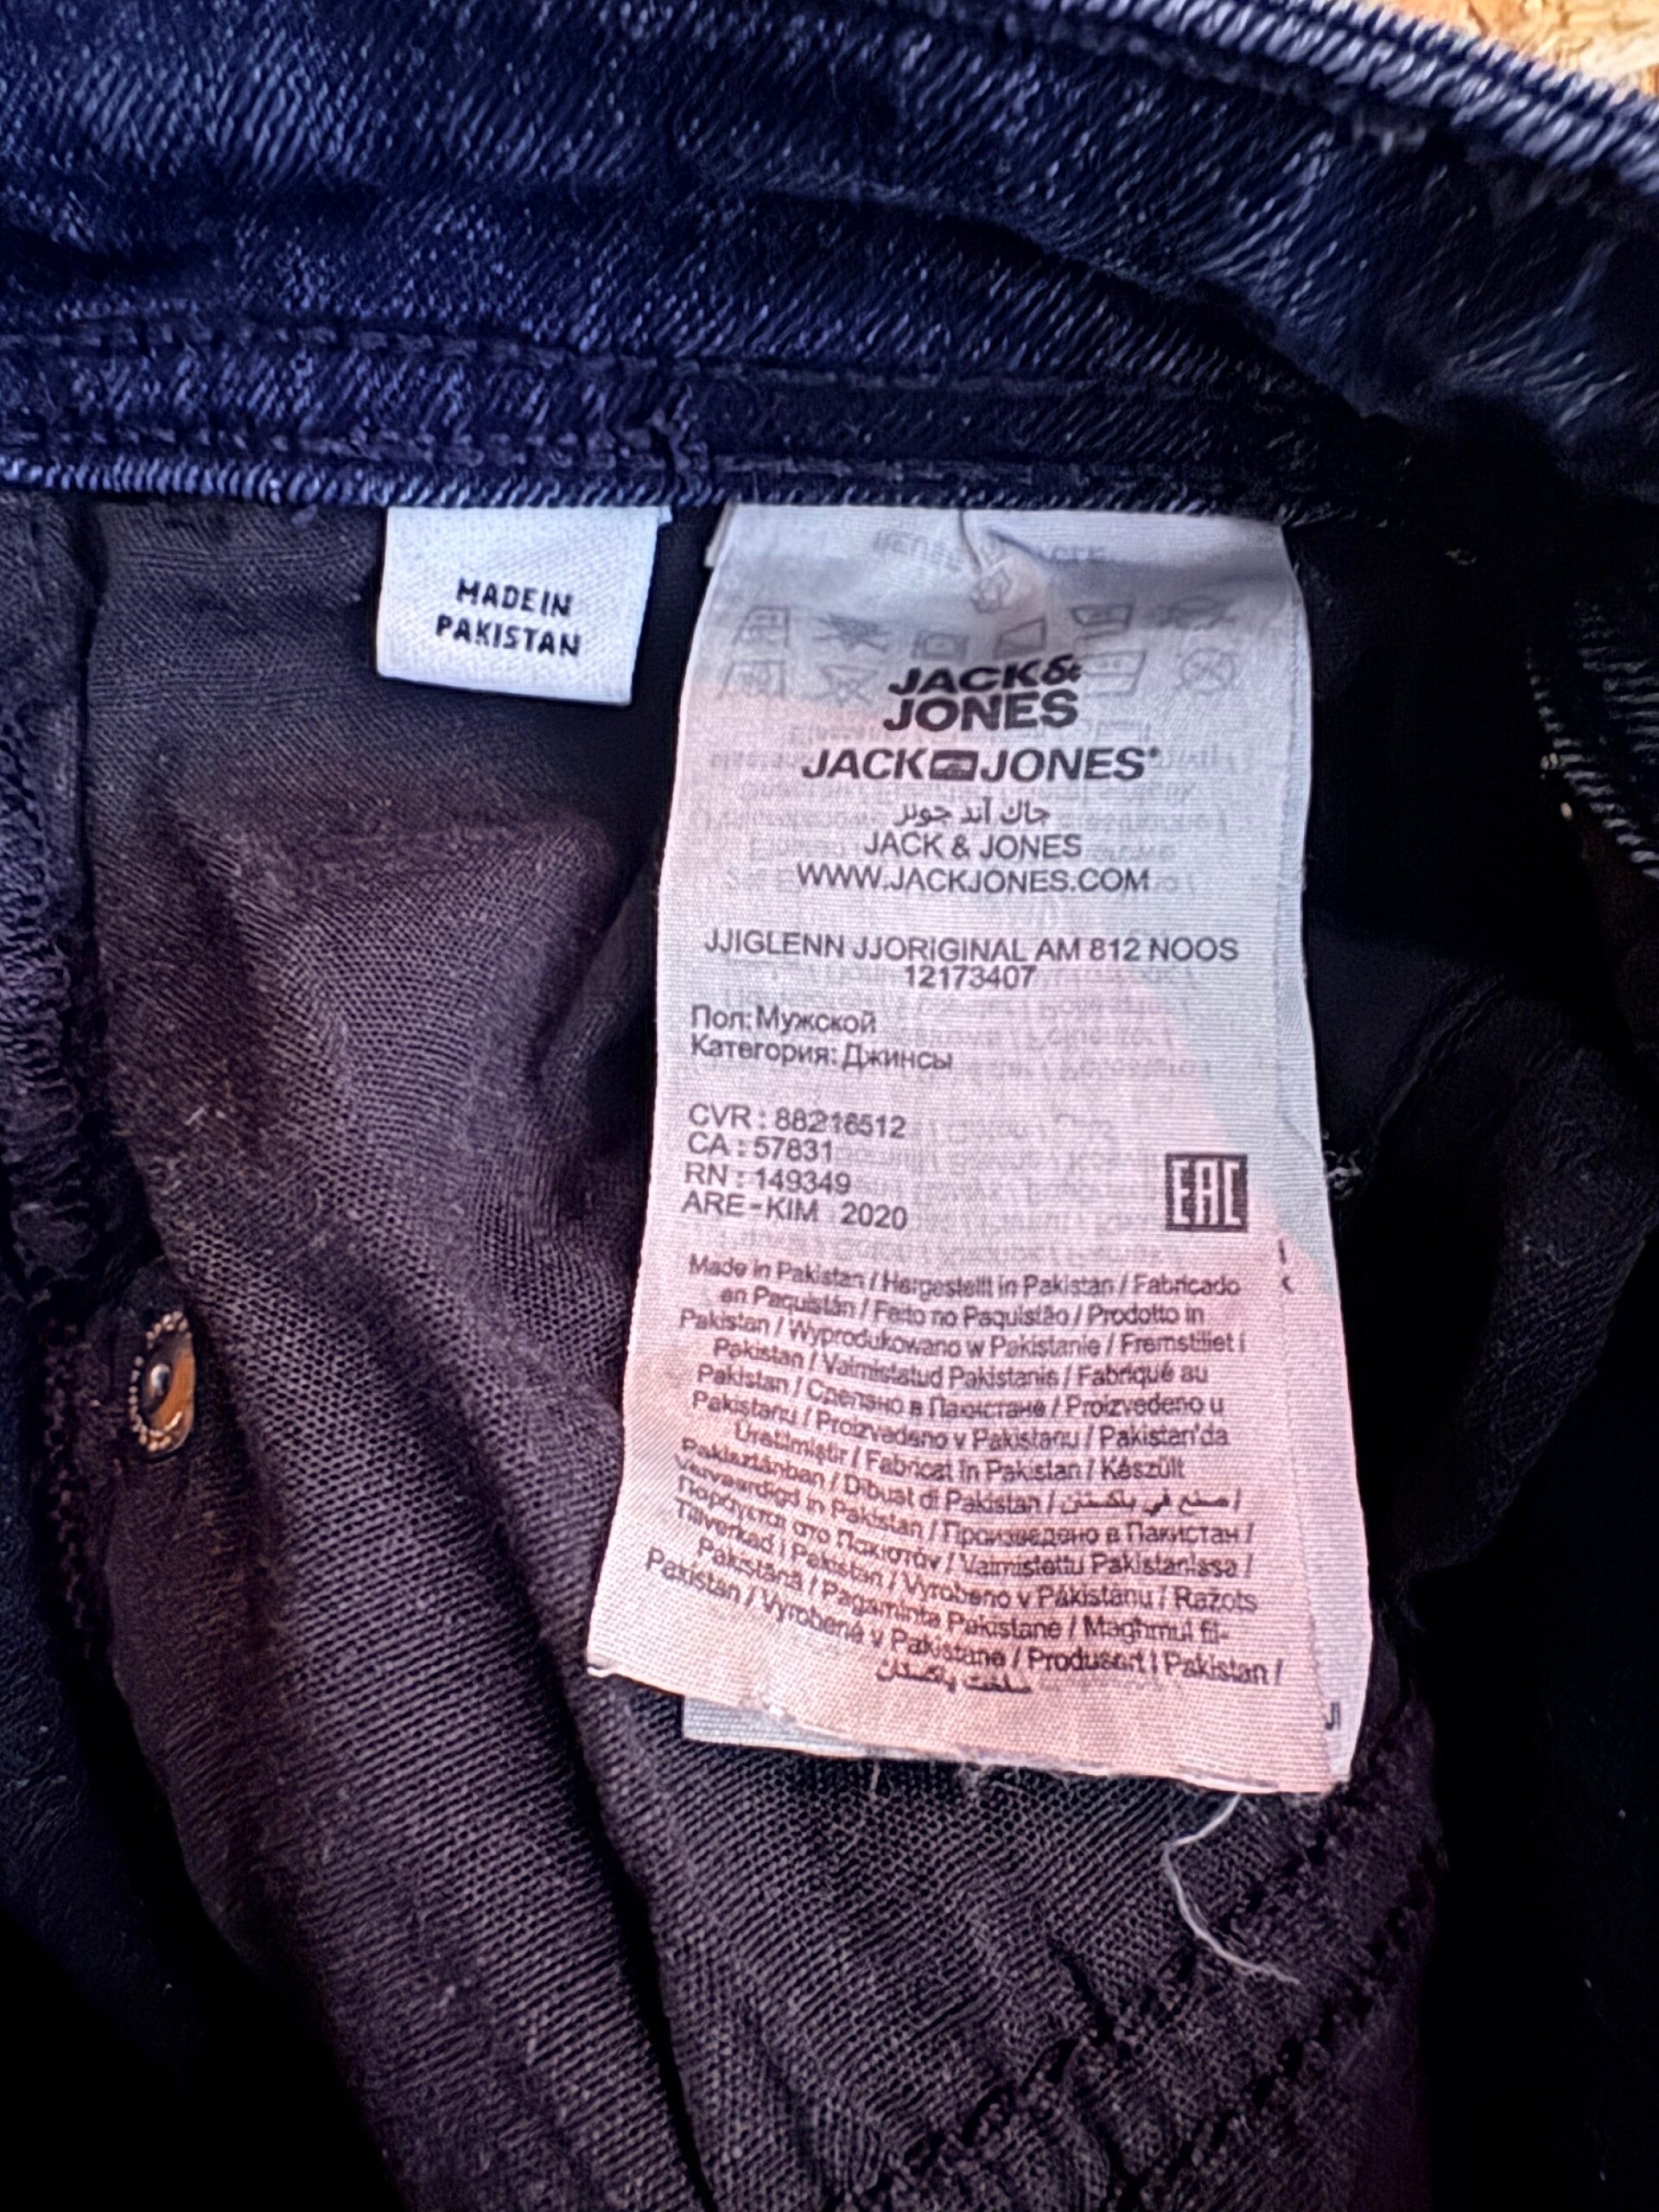 MADE IN
PAKISTAN
JACK&
JONES
JACK JONES®
جاك آند جونز
JACK & JONES
WWW.JACKJONES.COM
JJIGLENN JJORIGINAL AM 812 NOOS
12173407
Пол: Мужской
Категория: Джинсы
CVR : 88216512
CA : 57831
RN : 149349
ARE-KIM 2020
EAC
Made in Pakistan / Hergestellt in Pakistan / Fabricado
en Paquistán / Feito no Paquistão / Prodotto in
Pakistan / Wyprodukowano w Pakistanie / Fremstillet i
Pakistan / Valmistatud Pakistanis / Fabriqué au
Pakistan / Сделано в Пакистане / Proizvedeno u
Pakistanu / Proizvedeno v Pakistanu / Pakistan'da
Üretilmiştir / Fabricat în Pakistan / Készült
Pakisztánban / Dibuat di Pakistan / صنع في باكستان /
Vervaardigd in Pakistan / Произведено в Пакистан /
Παράγεται στο Πακιστάν / Valmistettu Pakistanissa /
Tillverkad i Pakistan / Vyrobeno v Pákistánu / Ražots
Pakistānā / Pagaminta Pakistane / Maghmul fil-
Pakistan / Vyrobené v Pakistane / Produsert i Pakistan /
ساخت پاکستان
JI